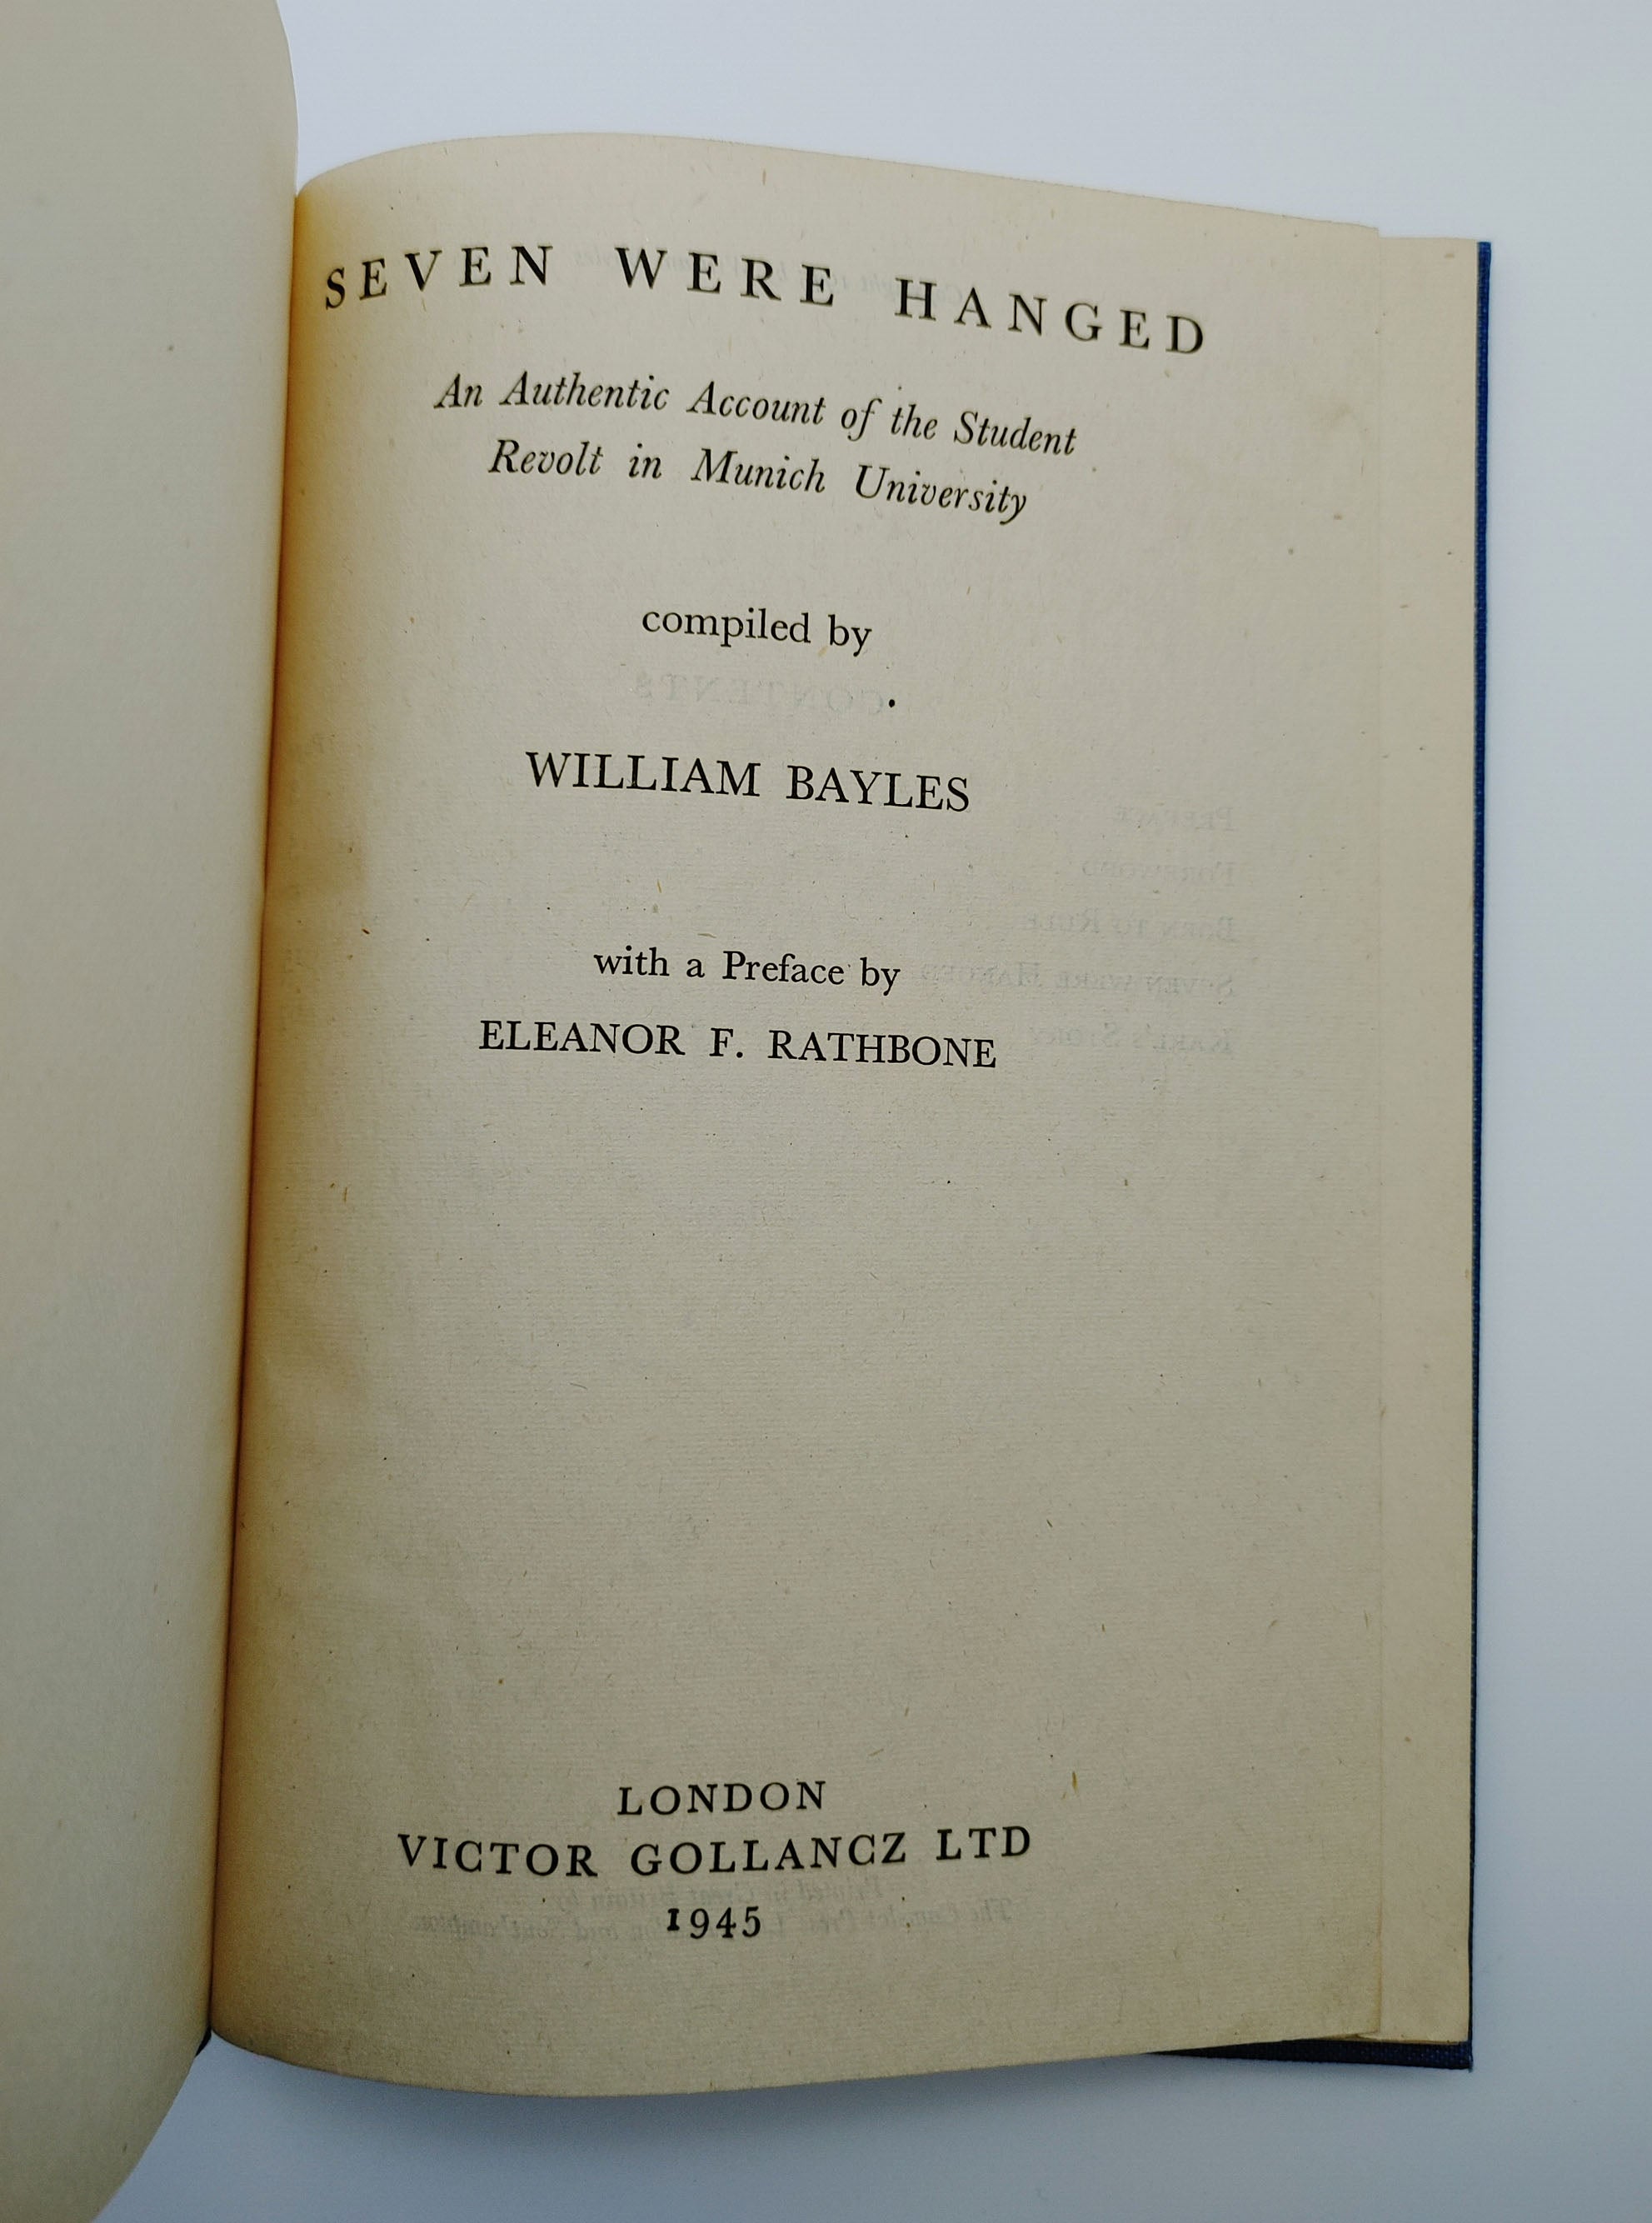 SEVEN WERE HANGED
An Authentic Account of the Student
Revolt in Munich University
compiled by
WILLIAM BAYLES
with a Preface by
ELEANOR F. RATHBONE
LONDON
VICTOR GOLLANCZ LTD
1945